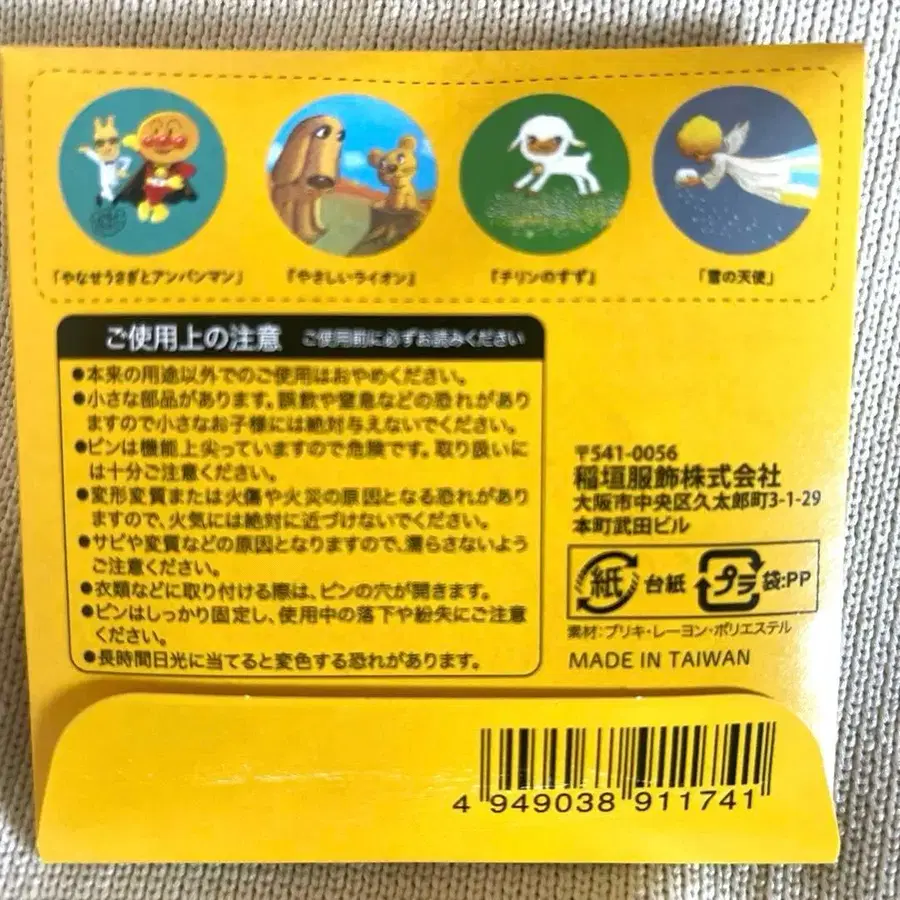 「やなせうさぎとアンパンマン」 『やさしいライオン』 『チリンのすず』 「雪の天使」
ご使用上の注意 ご使用前に必ずお読みください
●本来の用途以外でのご使用はおやめください。
●小さな部品があります。誤飲や窒息などの恐れがあり
ますので小さなお子様には絶対与えないでください。
●ピンは機能上尖っていますので危険です。取り扱いに
は十分ご注意ください。
●変形変質または火傷や火災の原因となる恐れがあり
ますので、火気には絶対に近づけないでください。
●サビや変質などの原因となりますので、濡らさないよう
ご注意ください。
●衣類などに取り付ける際は、ピンの穴が開きます。
●ピンはしっかり固定し、使用中の落下や紛失にご注意
ください。
●長時間日光に当てると変色する恐れがあります。
〒541-0056
稲垣服飾株式会社
大阪市中央区久太郎町3-1-29
本町武田ビル
紙 台紙 プラ 袋:PP
素材:ブリキ・レーヨン・ポリエステル
MADE IN TAIWAN
4 949038 911741